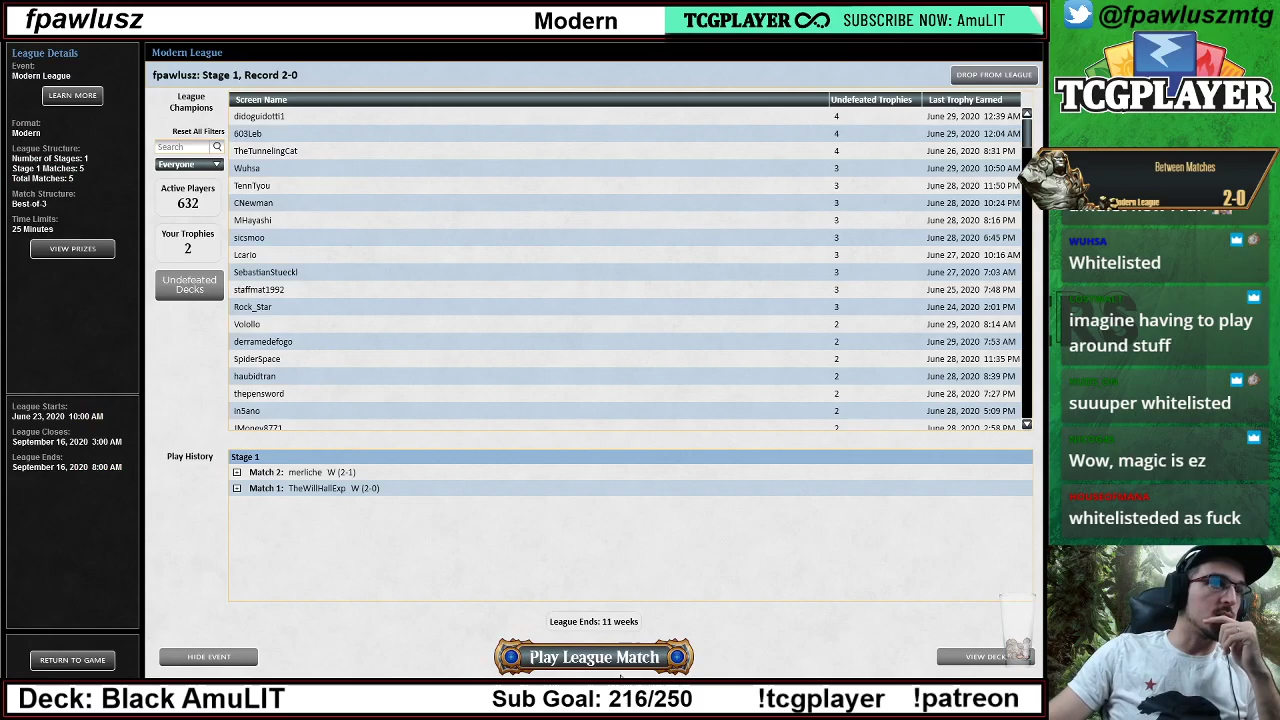 fpawlusz
Modern
TCGPLAYER SUBSCRIBE NOW: AmuLIT
@fpawluszmtg
League Details
Event:
Modern League
LEARN MORE
Format:
Modern
League Structure:
Number of Stages: 1
Stage 1 Matches: 5
Total Matches: 5
Match Structure:
Best-of-3
Time Limits:
25 Minutes
VIEW PRIZES
League Starts:
June 23, 2020 10:00 AM
League Closes:
September 16, 2020 3:00 AM
League Ends:
September 16, 2020 8:00 AM
RETURN TO GAME
Modern League
fpawlusz: Stage 1, Record 2-0
DROP FROM LEAGUE
League
Champions
Reset All Filters
Search
Everyone
Active Players
632
Your Trophies
2
Undefeated
Decks
Screen Name Undefeated Trophies Last Trophy Earned
didoguidotti1 4 June 29, 2020 12:39 AM
603Leb 4 June 29, 2020 12:04 AM
TheTunnelingCat 4 June 26, 2020 8:31 PM
Wuhsa 3 June 29, 2020 10:50 AM
TennTyou 3 June 28, 2020 11:50 PM
CNewman 3 June 28, 2020 10:24 PM
MHayashi 3 June 28, 2020 8:16 PM
sicsmoo 3 June 28, 2020 6:45 PM
Lcario 3 June 27, 2020 10:16 AM
SebastianStueckl 3 June 27, 2020 7:03 AM
staffmat1992 3 June 25, 2020 7:48 PM
Rock_Star 3 June 24, 2020 2:01 PM
Volollo 2 June 29, 2020 8:14 AM
derramedefogo 2 June 29, 2020 7:53 AM
SpiderSpace 2 June 28, 2020 11:35 PM
haubidtran 2 June 28, 2020 8:39 PM
thepensword 2 June 28, 2020 7:27 PM
in5ano 2 June 28, 2020 5:09 PM
JMoney8771 2 June 28, 2020 2:58 PM
Play History
Stage 1
Match 2: merliche W (2-1)
Match 1: TheWillHallExp W (2-0)
League Ends: 11 weeks
HIDE EVENT
Play League Match
VIEW DECK
TCGPLAYER
Between Matches
Modern League 2-0
WUHSA
Whitelisted
imagine having to play
around stuff
suuuper whitelisted
Wow, magic is ez
HOUSEOFMANA
whitelisteded as fuck
Deck: Black AmuLIT
Sub Goal: 216/250
!tcgplayer
!patreon